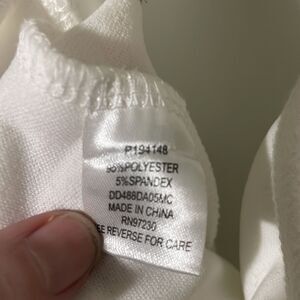 P194148
95%POLYESTER
5%SPANDEX
DD488DA05MC
MADE IN CHINA
RN97230
REVERSE FOR CARE